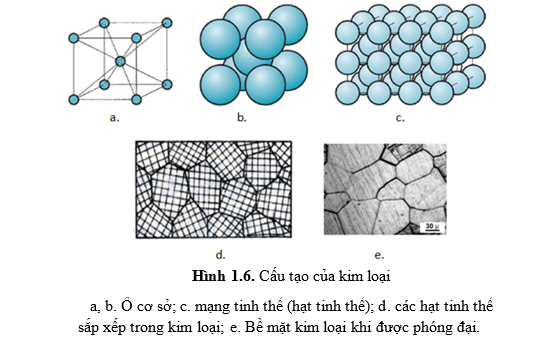 a.
b.
c.
d.
30 µ
e.
Hình 1.6. Cấu tạo của kim loại
a, b. Ô cơ sở; c. mạng tinh thể (hạt tinh thể); d. các hạt tinh thể
sắp xếp trong kim loại; e. Bề mặt kim loại khi được phóng đại.